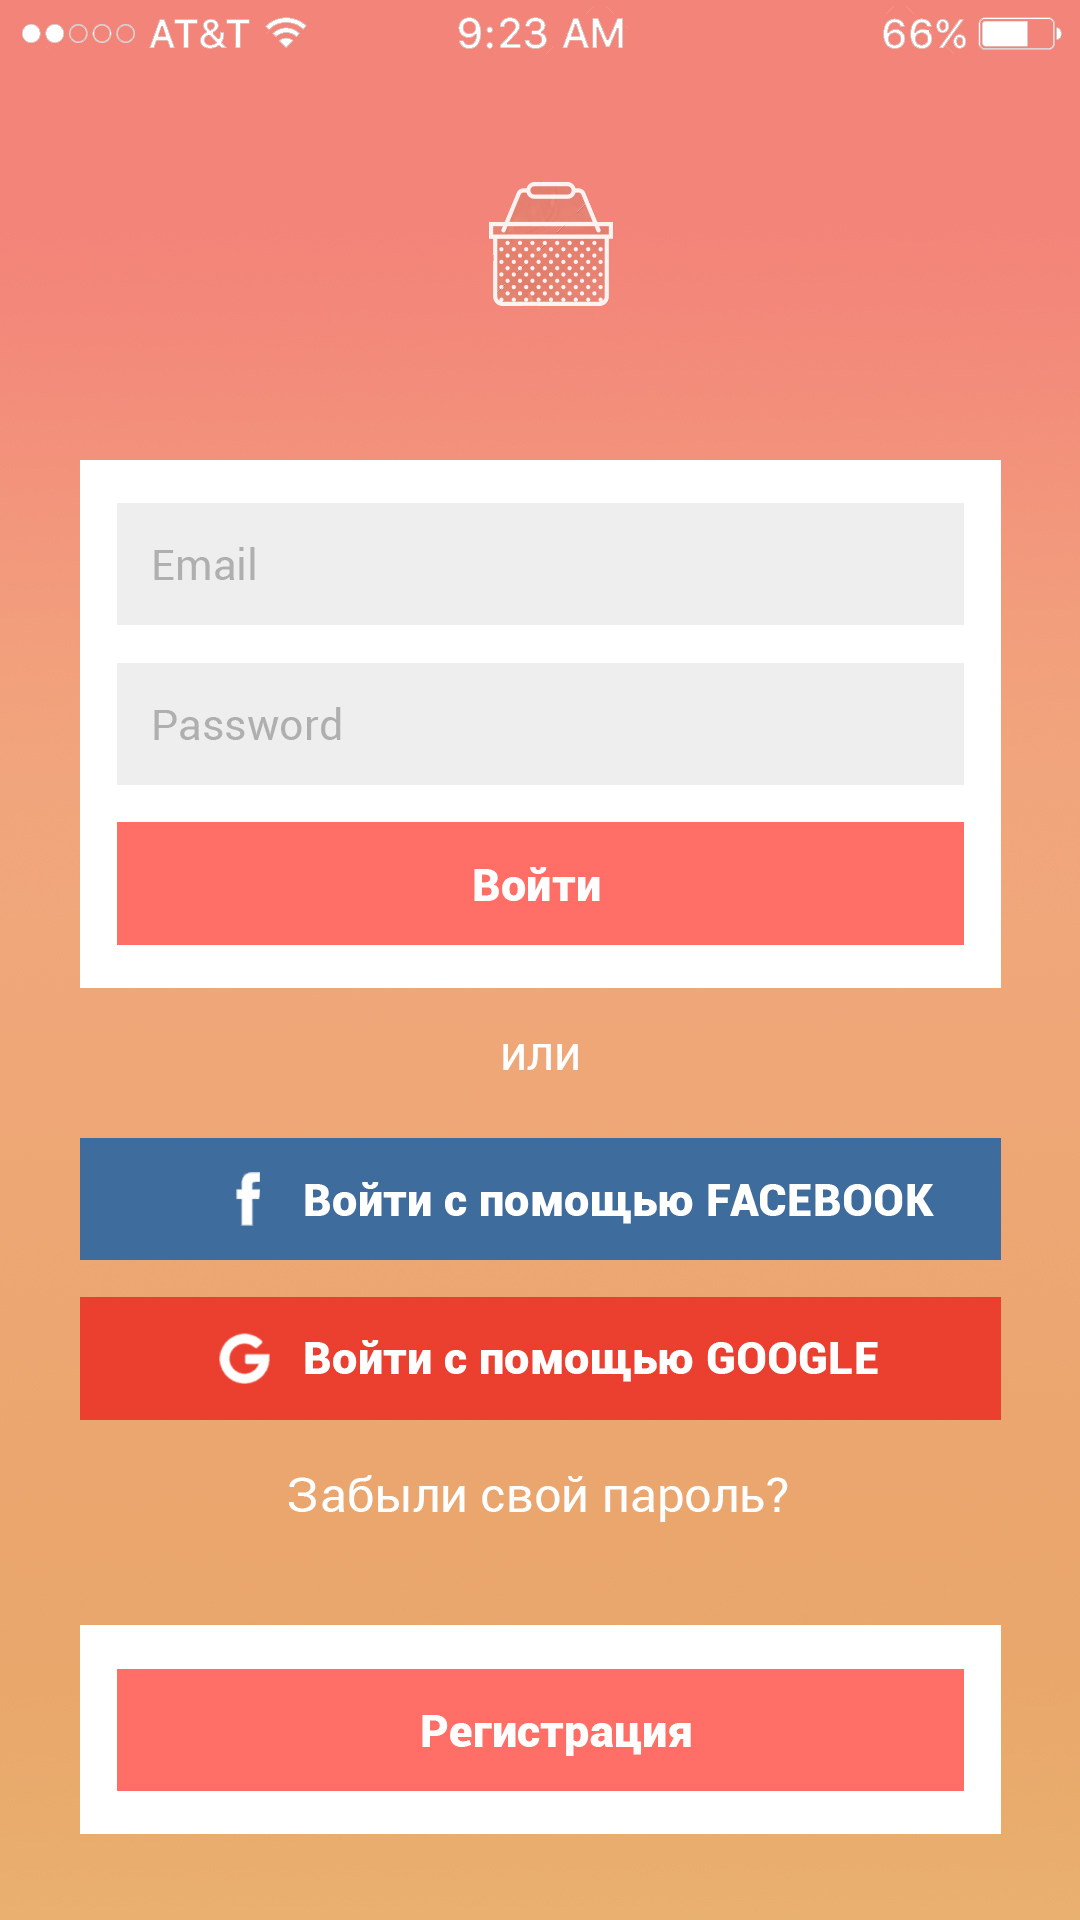 AT&T 9:23 AM 66%
Email
Password
Войти
или
Войти с помощью FACEBOOK
Войти с помощью GOOGLE
Забыли свой пароль?
Регистрация